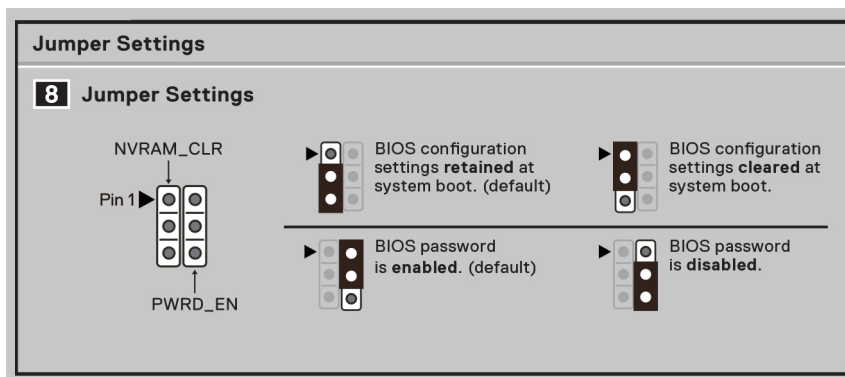 Jumper Settings
8 Jumper Settings
NVRAM_CLR
Pin 1
PWRD_EN
BIOS configuration
settings retained at
system boot. (default)
BIOS configuration
settings cleared at
system boot.
BIOS password
is enabled. (default)
BIOS password
is disabled.